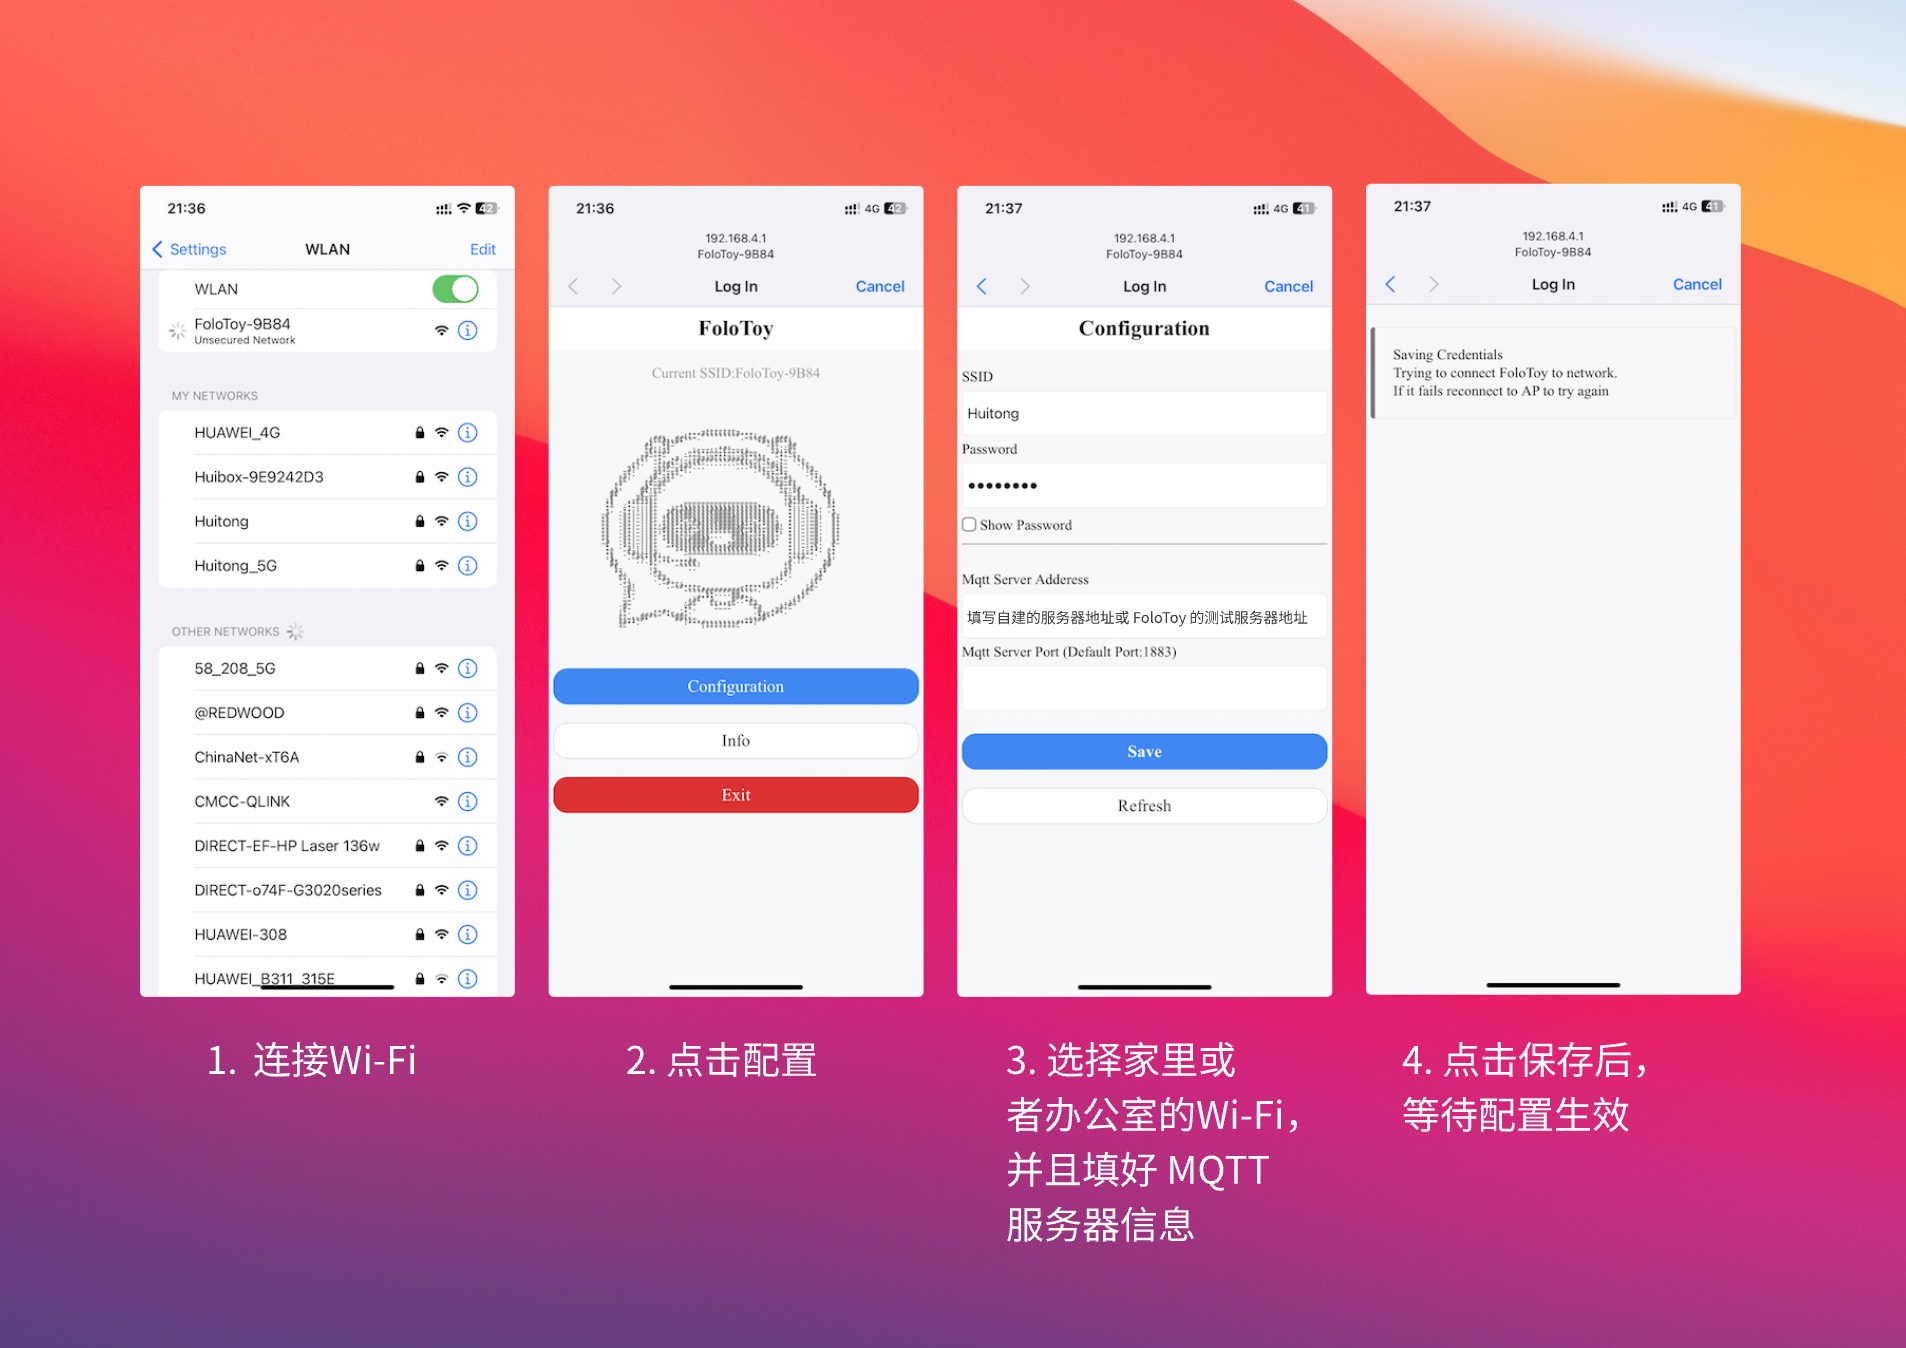 21:36
42
Settings
WLAN
Edit
WLAN
FoloToy-9B84
Unsecured Network
MY NETWORKS
HUAWEI_4G
Huibox-9E9242D3
Huitong
Huitong_5G
OTHER NETWORKS
58_208_5G
@REDWOOD
ChinaNet-xT6A
CMCC-QLINK
DIRECT-EF-HP Laser 136w
DIRECT-o74F-G3020series
HUAWEI-308
HUAWEI_B311_315E
1. 连接Wi-Fi
21:36
4G 42
192.168.4.1
FoloToy-9B84
Log In
Cancel
FoloToy
Current SSID:FoloToy-9B84
Configuration
Info
Exit
2. 点击配置
21:37
4G 41
192.168.4.1
FoloToy-9B84
Log In
Cancel
Configuration
SSID
Huitong
Password
••••••••
Show Password
Mqtt Server Adderess
填写自建的服务器地址或 FoloToy 的测试服务器地址
Mqtt Server Port (Default Port:1883)
Save
Refresh
3. 选择家里或
者办公室的Wi-Fi，
并且填好 MQTT
服务器信息
21:37
4G 41
192.168.4.1
FoloToy-9B84
Log In
Cancel
Saving Credentials
Trying to connect FoloToy to network.
If it fails reconnect to AP to try again
4. 点击保存后，
等待配置生效